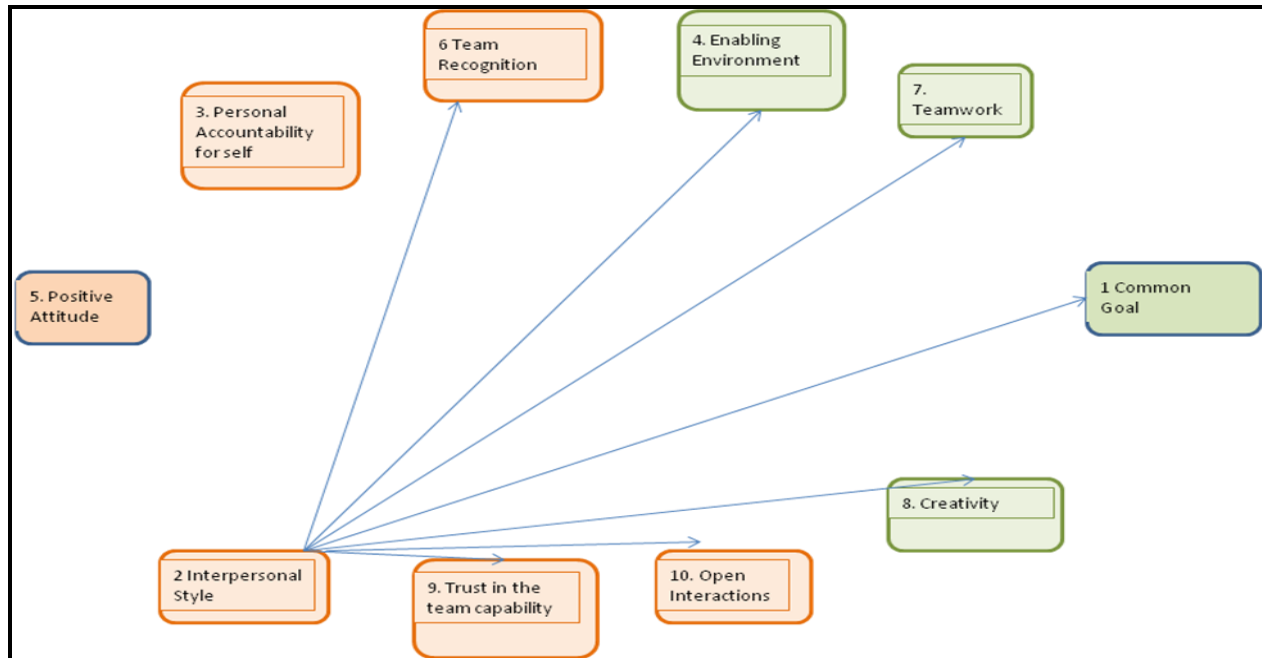 6 Team
Recognition
4. Enabling
Environment
7.
Teamwork
3. Personal
Accountability
for self
5. Positive
Attitude
1 Common
Goal
8. Creativity
2 Interpersonal
Style
9. Trust in the
team capability
10. Open
Interactions